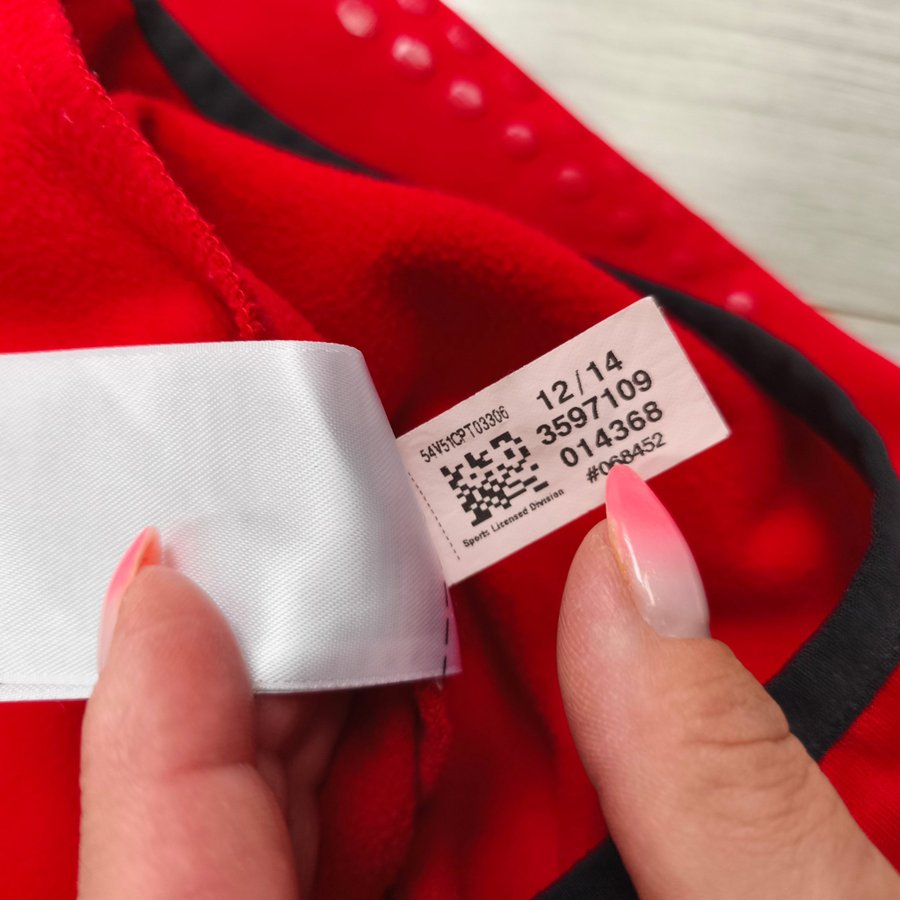 54V51CPT03306
12/14
3597109
014368
#068452
Sports Licensed Division